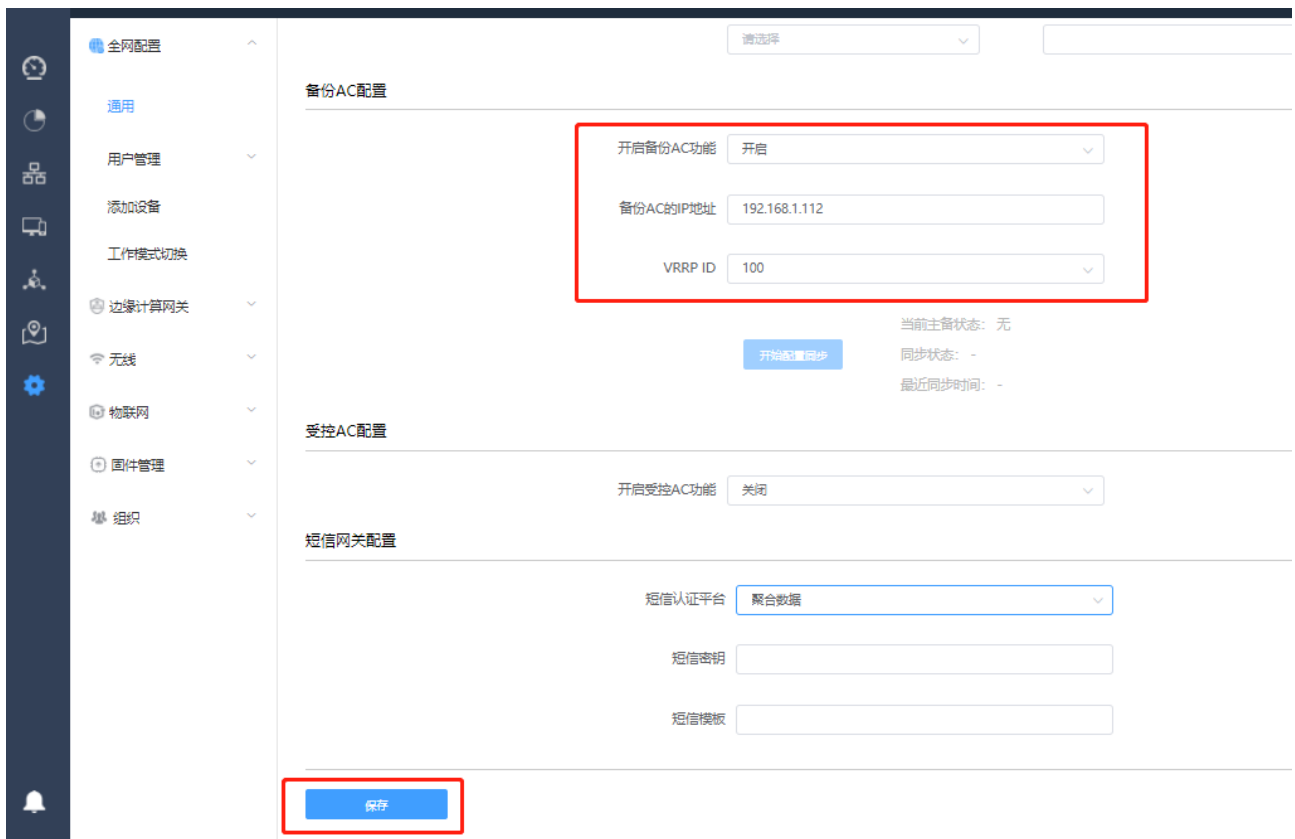 全网配置
通用
用户管理
添加设备
工作模式切换
边缘计算网关
无线
物联网
固件管理
组织
请选择
备份AC配置
开启备份AC功能 开启
备份AC的IP地址 192.168.1.112
VRRP ID 100
当前主备状态: 无
开始配置同步 同步状态: -
最近同步时间: -
受控AC配置
开启受控AC功能 关闭
短信网关配置
短信认证平台 聚合数据
短信密钥
短信模板
保存